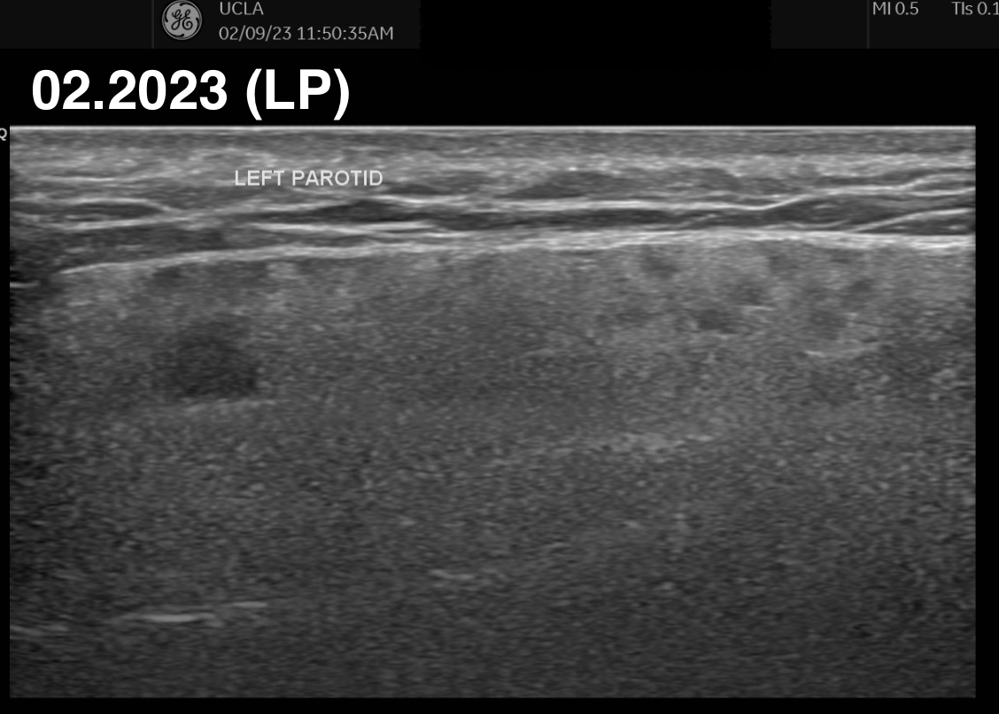 UCLA
02/09/23 11:50:35AM
MI 0.5 TIs 0.1
02.2023 (LP)
LEFT PAROTID